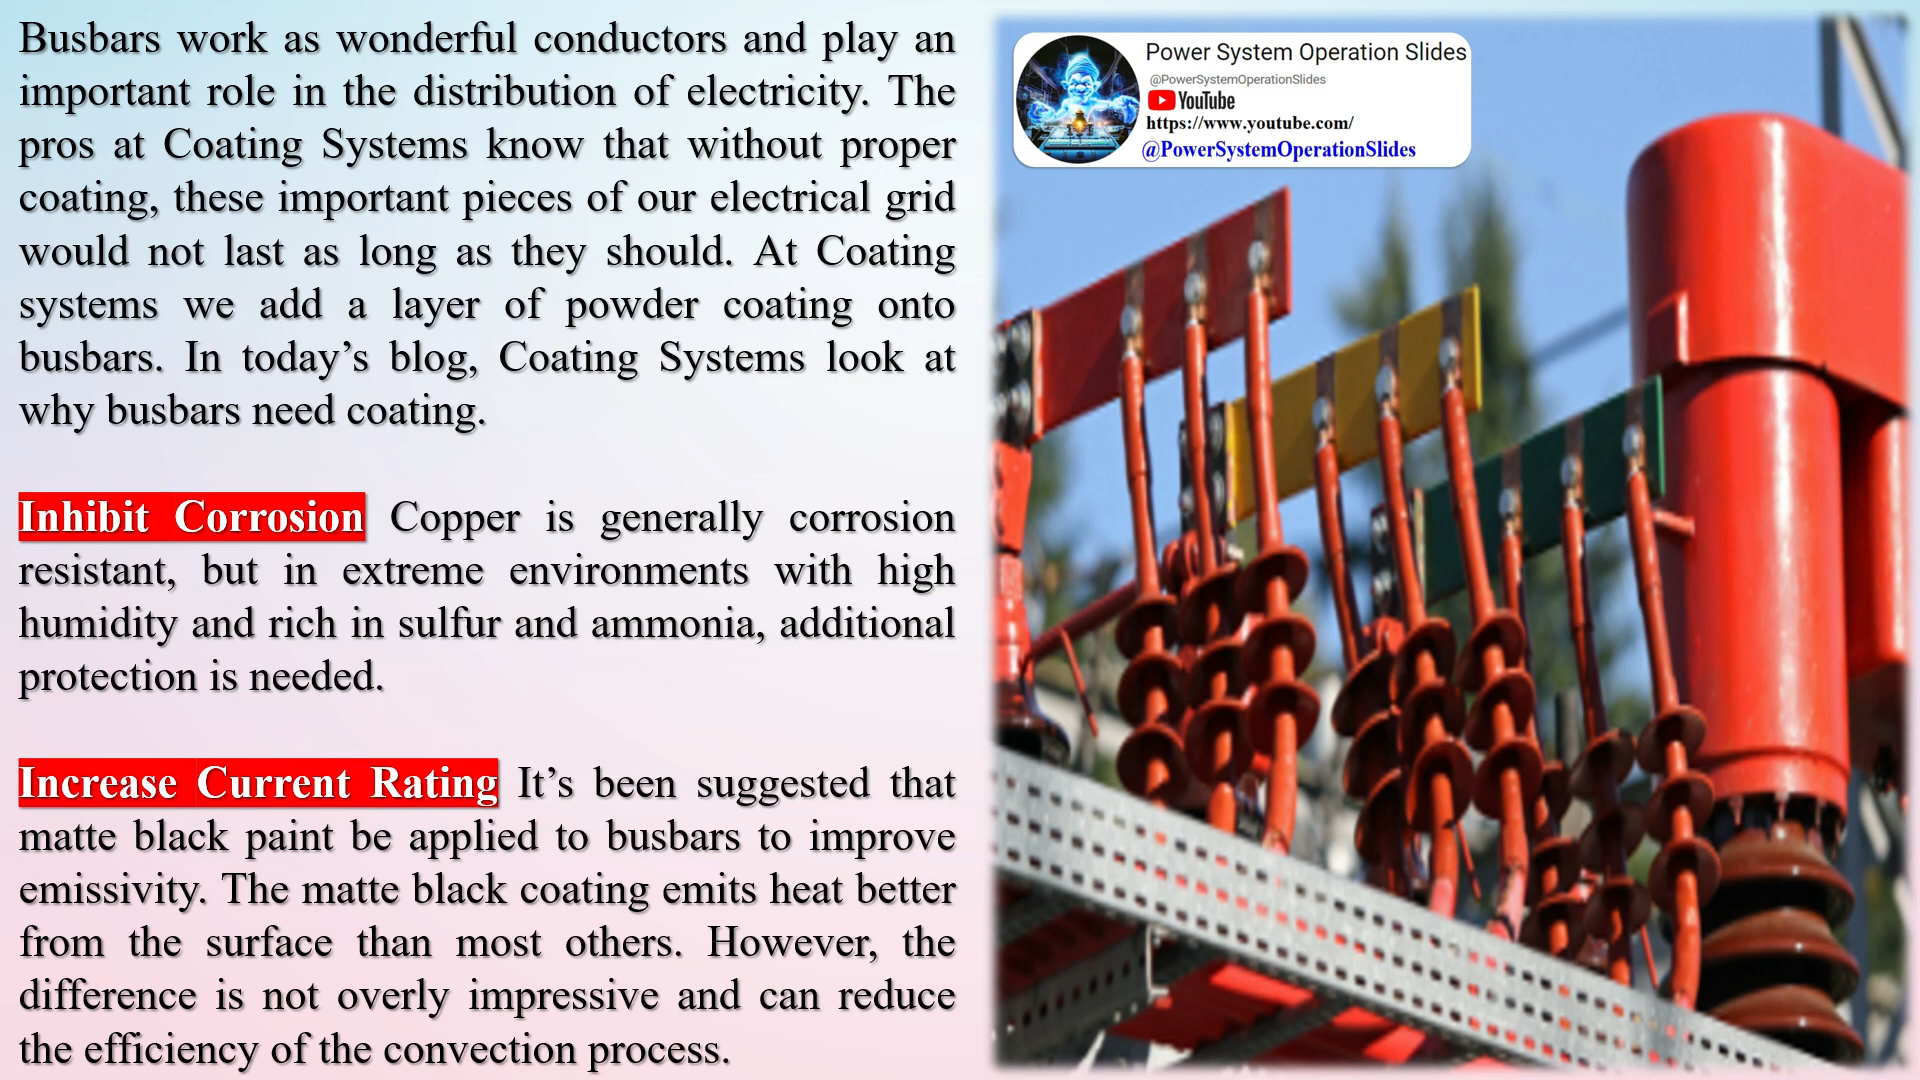 Busbars work as wonderful conductors and play an
important role in the distribution of electricity. The
pros at Coating Systems know that without proper
coating, these important pieces of our electrical grid
would not last as long as they should. At Coating
systems we add a layer of powder coating onto
busbars. In today’s blog, Coating Systems look at
why busbars need coating.
Inhibit Corrosion Copper is generally corrosion
resistant, but in extreme environments with high
humidity and rich in sulfur and ammonia, additional
protection is needed.
Increase Current Rating It’s been suggested that
matte black paint be applied to busbars to improve
emissivity. The matte black coating emits heat better
from the surface than most others. However, the
difference is not overly impressive and can reduce
the efficiency of the convection process.
Power System Operation Slides
@PowerSystemOperationSlides
YouTube
https://www.youtube.com/
@PowerSystemOperationSlides